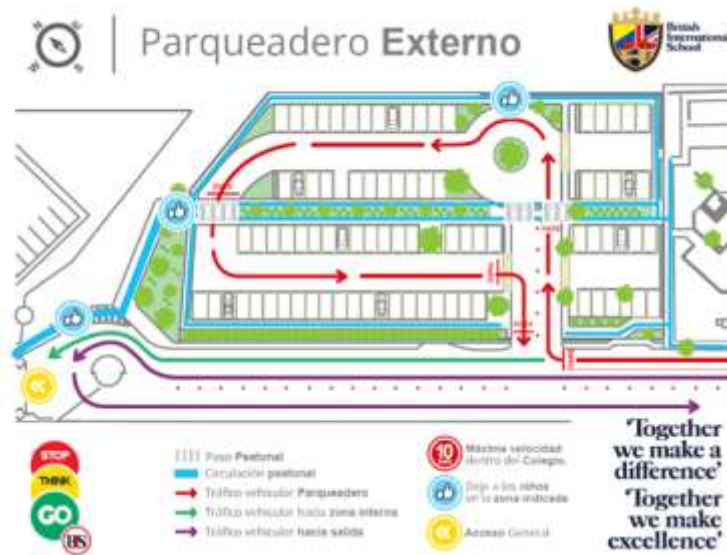 Parqueadero Externo
British
International
School
STOP
THINK
GO
BIS
Paso Peatonal
Circulación peatonal
Tráfico vehicular Parqueadero
Tráfico vehicular hacia zona interna
Tráfico vehicular hacia salida
10
Máxima velocidad
dentro del Colegio.
Deje a los niños
en la zona indicada
Acceso General
'Together
we make a
difference'
'Together
we make
excellence'